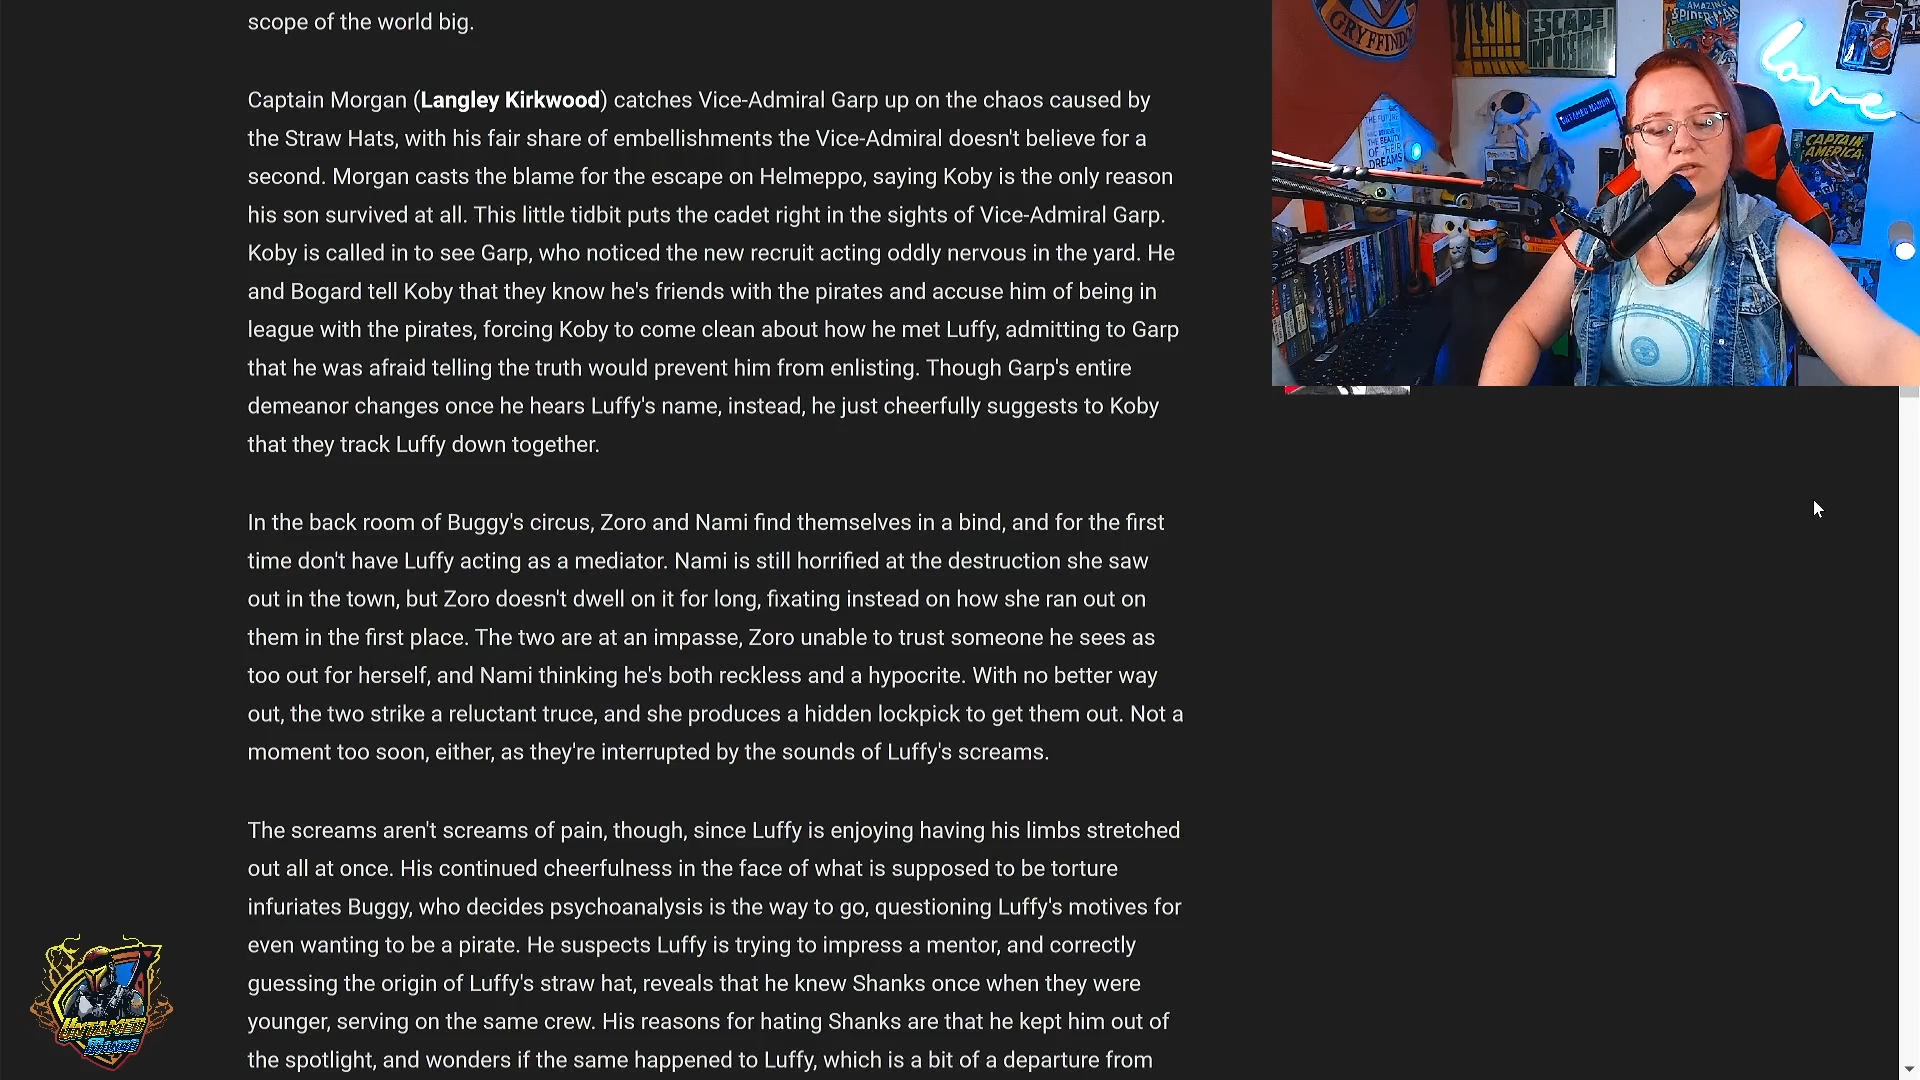 scope of the world big.
Captain Morgan (Langley Kirkwood) catches Vice-Admiral Garp up on the chaos caused by
the Straw Hats, with his fair share of embellishments the Vice-Admiral doesn't believe for a
second. Morgan casts the blame for the escape on Helmeppo, saying Koby is the only reason
his son survived at all. This little tidbit puts the cadet right in the sights of Vice-Admiral Garp.
Koby is called in to see Garp, who noticed the new recruit acting oddly nervous in the yard. He
and Bogard tell Koby that they know he's friends with the pirates and accuse him of being in
league with the pirates, forcing Koby to come clean about how he met Luffy, admitting to Garp
that he was afraid telling the truth would prevent him from enlisting. Though Garp's entire
demeanor changes once he hears Luffy's name, instead, he just cheerfully suggests to Koby
that they track Luffy down together.
In the back room of Buggy's circus, Zoro and Nami find themselves in a bind, and for the first
time don't have Luffy acting as a mediator. Nami is still horrified at the destruction she saw
out in the town, but Zoro doesn't dwell on it for long, fixating instead on how she ran out on
them in the first place. The two are at an impasse, Zoro unable to trust someone he sees as
too out for herself, and Nami thinking he's both reckless and a hypocrite. With no better way
out, the two strike a reluctant truce, and she produces a hidden lockpick to get them out. Not a
moment too soon, either, as they're interrupted by the sounds of Luffy's screams.
The screams aren't screams of pain, though, since Luffy is enjoying having his limbs stretched
out all at once. His continued cheerfulness in the face of what is supposed to be torture
infuriates Buggy, who decides psychoanalysis is the way to go, questioning Luffy's motives for
even wanting to be a pirate. He suspects Luffy is trying to impress a mentor, and correctly
guessing the origin of Luffy's straw hat, reveals that he knew Shanks once when they were
younger, serving on the same crew. His reasons for hating Shanks are that he kept him out of
the spotlight, and wonders if the same happened to Luffy, which is a bit of a departure from
GRYFFINDO
ESCAPE
IMPOSSIBLE
AMAZING
SPIDER-MAN
love
UNTAMED MANDO
THE FUTURE
THE BEAUTY
OF THEIR
DREAMS
CAPTAIN
AMERICA
UNTAMED
MANDO